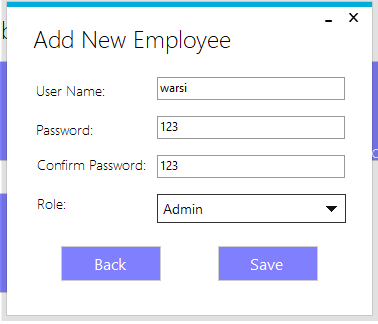 Add New Employee
User Name: warsi
Password: 123
Confirm Password: 123
Role: Admin
Back Save